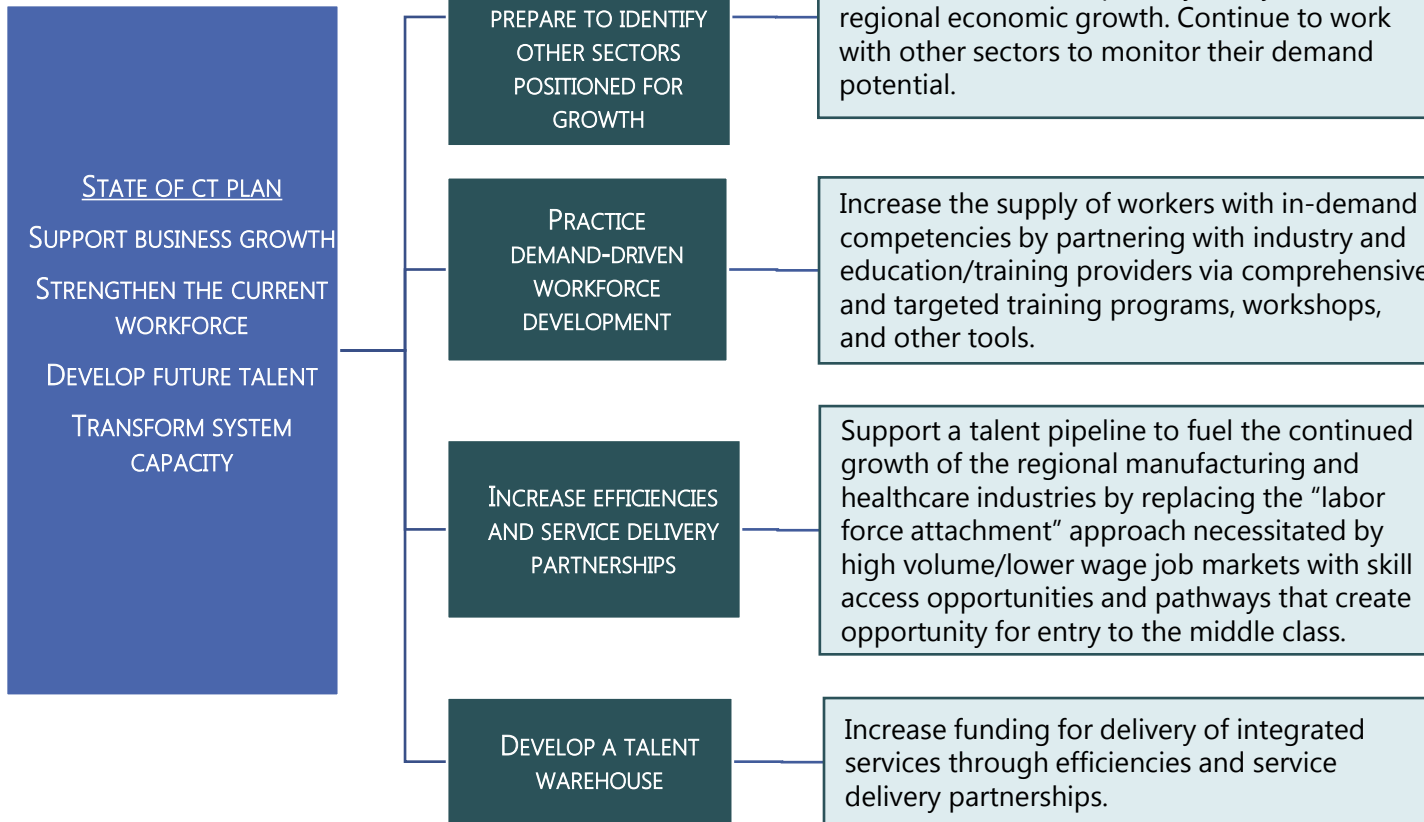 STATE OF CT PLAN
SUPPORT BUSINESS GROWTH
STRENGTHEN THE CURRENT
WORKFORCE
DEVELOP FUTURE TALENT
TRANSFORM SYSTEM
CAPACITY
PREPARE TO IDENTIFY
OTHER SECTORS
POSITIONED FOR
GROWTH
regional economic growth. Continue to work
with other sectors to monitor their demand
potential.
PRACTICE
DEMAND-DRIVEN
WORKFORCE
DEVELOPMENT
Increase the supply of workers with in-demand
competencies by partnering with industry and
education/training providers via comprehensive
and targeted training programs, workshops,
and other tools.
INCREASE EFFICIENCIES
AND SERVICE DELIVERY
PARTNERSHIPS
Support a talent pipeline to fuel the continued
growth of the regional manufacturing and
healthcare industries by replacing the “labor
force attachment” approach necessitated by
high volume/lower wage job markets with skill
access opportunities and pathways that create
opportunity for entry to the middle class.
DEVELOP A TALENT
WAREHOUSE
Increase funding for delivery of integrated
services through efficiencies and service
delivery partnerships.